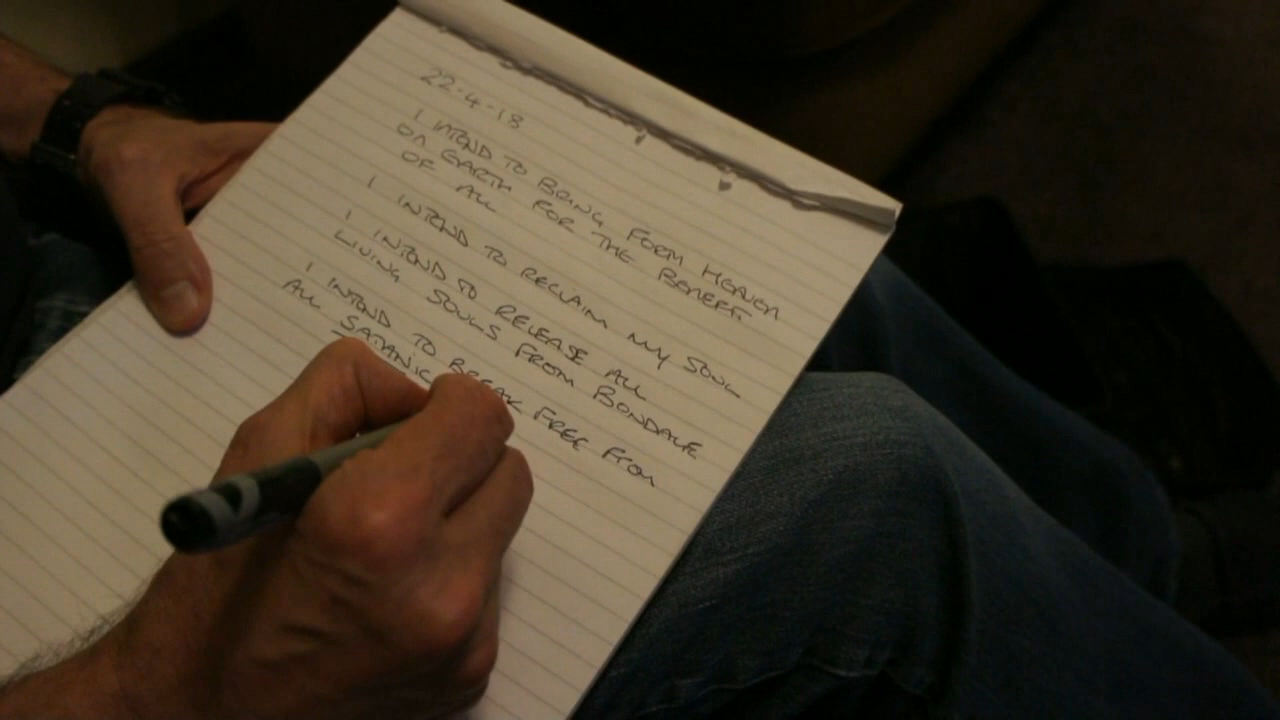 22-4-18
I INTEND TO BRING FORM HEAVEN
ON EARTH FOR THE BENEFIT
OF ALL
I INTEND TO RECLAIM MY SOUL
I INTEND TO RELEASE ALL
LIVING SOULS FROM BONDAGE
I INTEND TO BREAK FREE FROM
ALL SATANIC